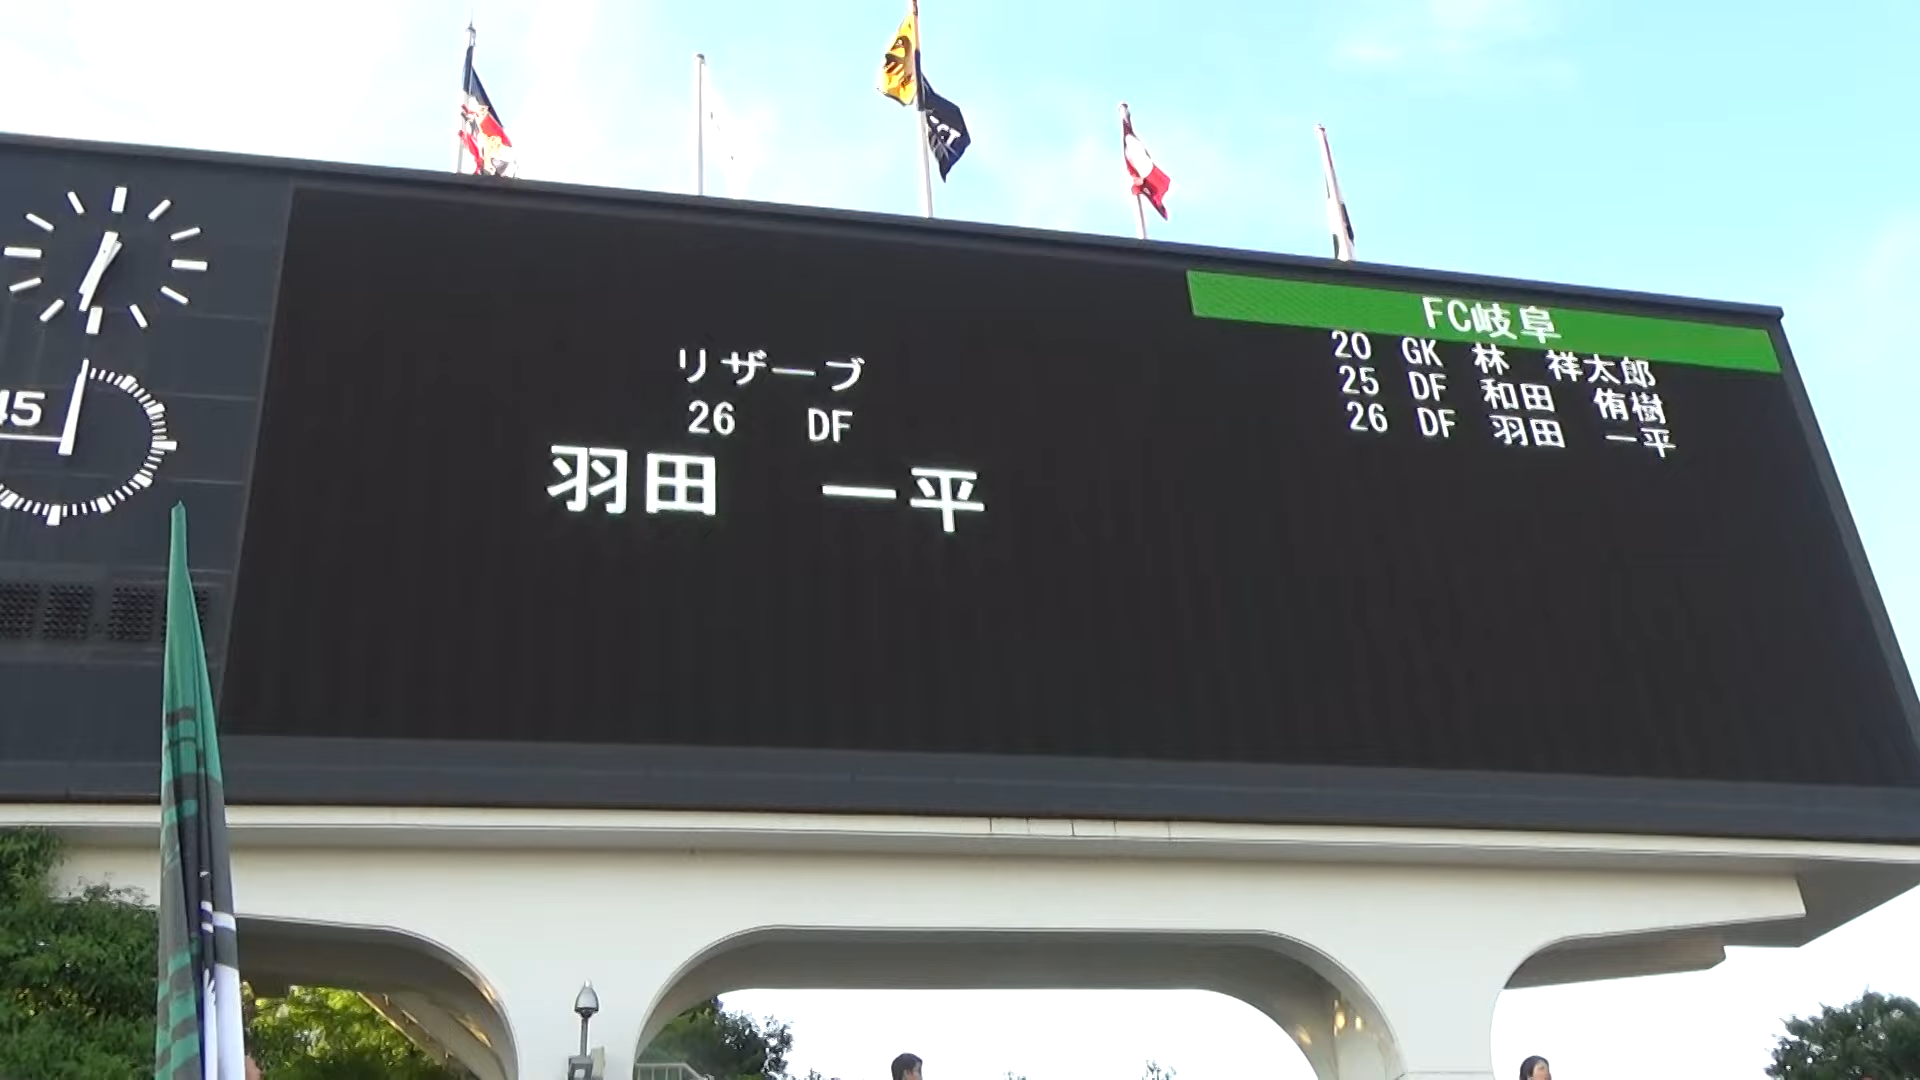 リザーブ
26 DF
羽田 一平
FC岐阜
20 GK 林 祥太郎
25 DF 和田 侑樹
26 DF 羽田 一平
45